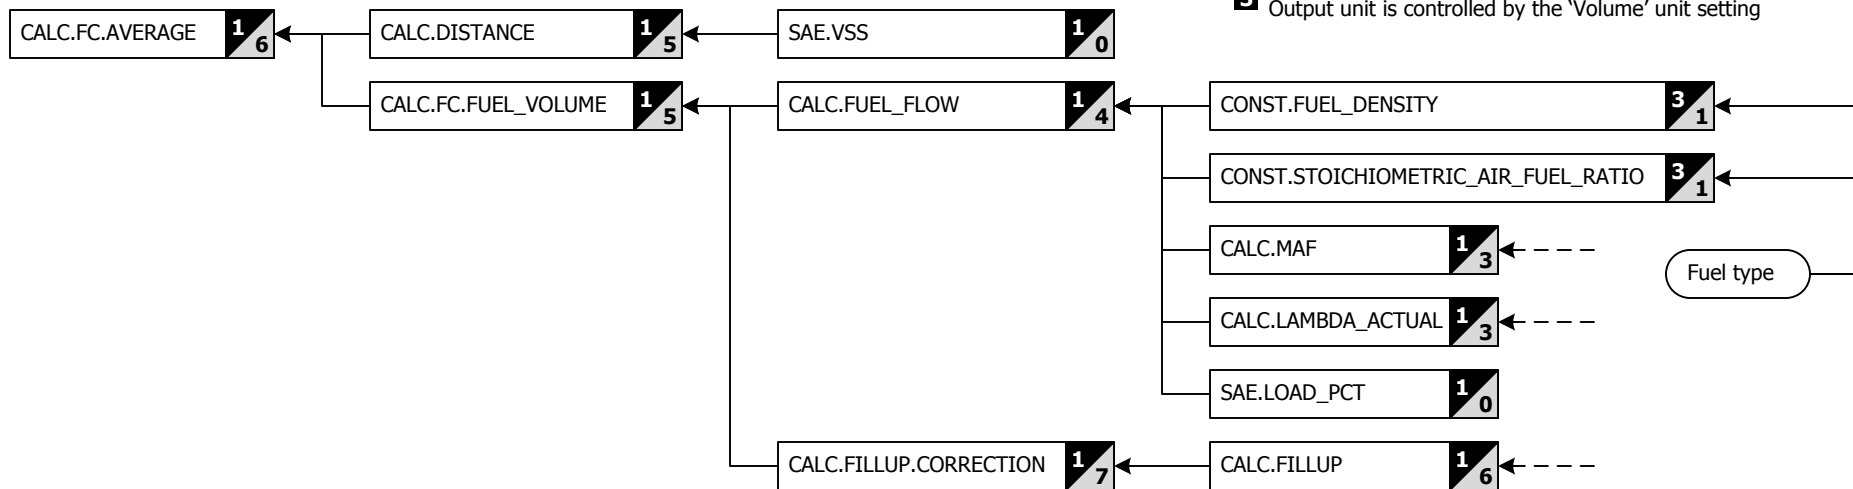 5 Output unit is controlled by the ‘Volume’ unit setting
CALC.FC.AVERAGE 1 6
CALC.DISTANCE 1 5
SAE.VSS 1 0
CALC.FC.FUEL_VOLUME 1 5
CALC.FUEL_FLOW 1 4
CONST.FUEL_DENSITY 3 1
CONST.STOICHIOMETRIC_AIR_FUEL_RATIO 3 1
CALC.MAF 1 3
Fuel type
CALC.LAMBDA_ACTUAL 1 3
SAE.LOAD_PCT 1 0
CALC.FILLUP.CORRECTION 1 7
CALC.FILLUP 1 6